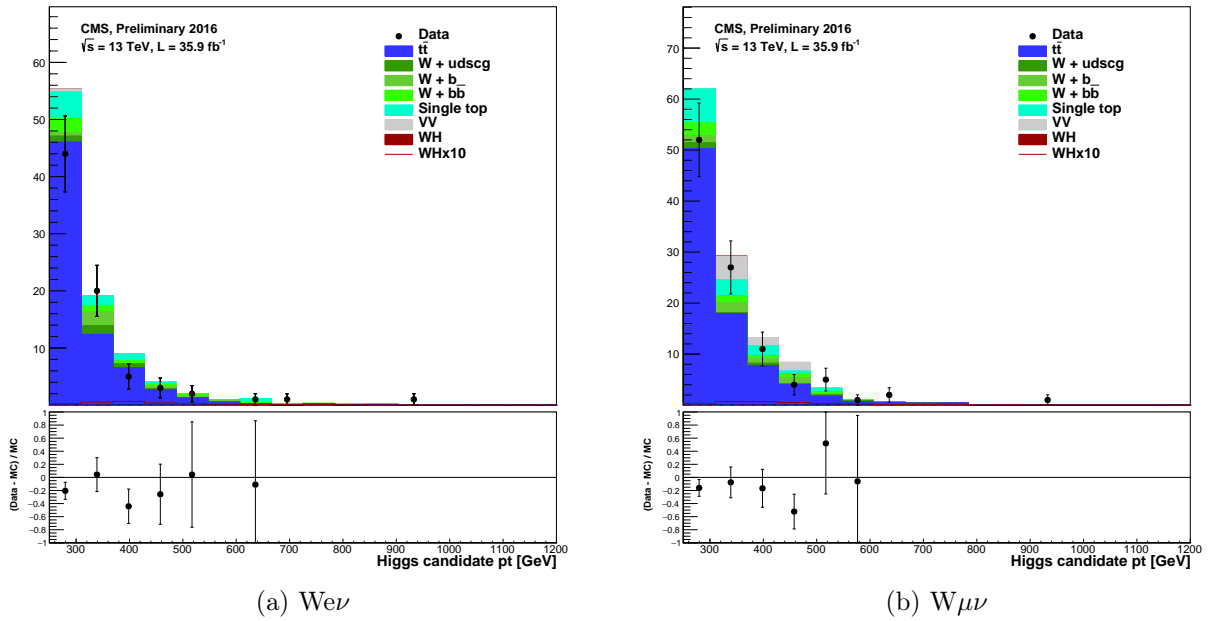 CMS, Preliminary 2016
√s = 13 TeV, L = 35.9 fb⁻¹
Data
tt̄
W + udscg
W + b_
W + bb̄
Single top
VV
WH
WHx10
60
50
40
30
20
10
(Data - MC) / MC
1
0.8
0.6
0.4
0.2
0
−0.2
−0.4
−0.6
−0.8
−1
300 400 500 600 700 800 900 1000 1100 1200
Higgs candidate pt [GeV]
(a) Weν
CMS, Preliminary 2016
√s = 13 TeV, L = 35.9 fb⁻¹
Data
tt̄
W + udscg
W + b_
W + bb̄
Single top
VV
WH
WHx10
70
60
50
40
30
20
10
(Data - MC) / MC
1
0.8
0.6
0.4
0.2
0
−0.2
−0.4
−0.6
−0.8
−1
300 400 500 600 700 800 900 1000 1100 1200
Higgs candidate pt [GeV]
(b) Wμν